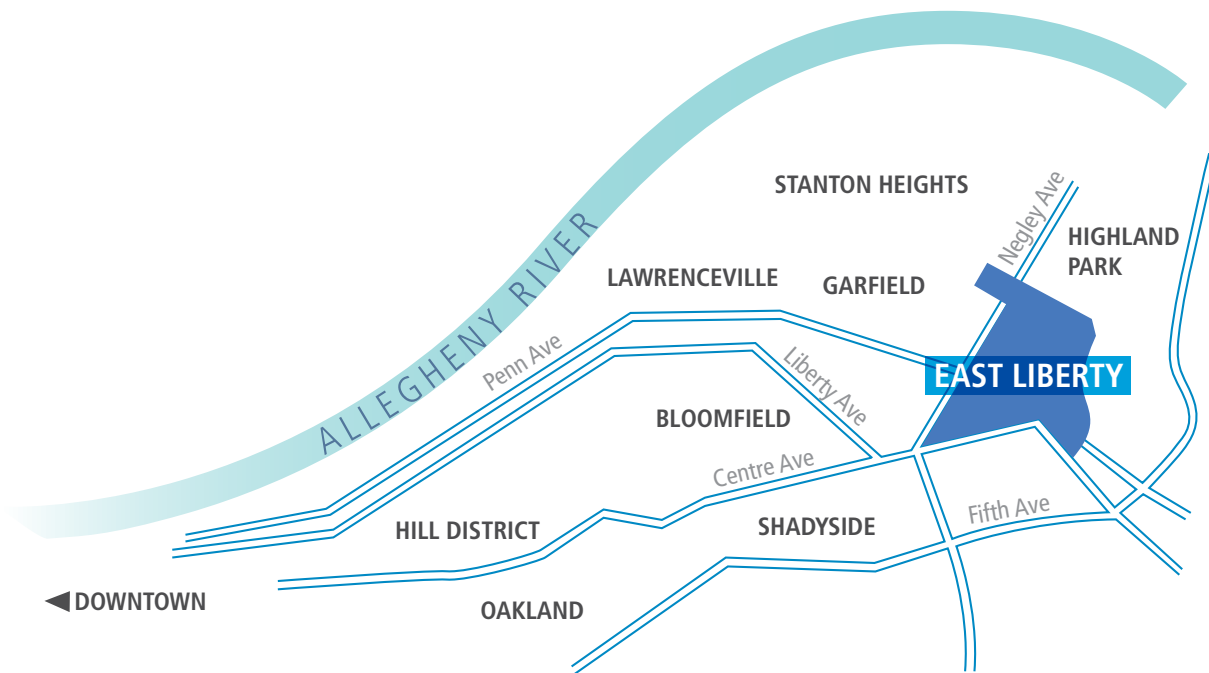 STANTON HEIGHTS
Negley Ave
HIGHLAND
PARK
ALLEGHENY RIVER
LAWRENCEVILLE
GARFIELD
Penn Ave
Liberty Ave
EAST LIBERTY
BLOOMFIELD
Centre Ave
HILL DISTRICT
SHADYSIDE
Fifth Ave
DOWNTOWN
OAKLAND